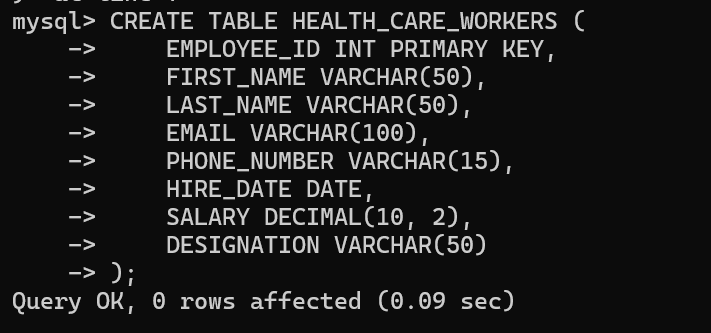 mysql> CREATE TABLE HEALTH_CARE_WORKERS (
    ->     EMPLOYEE_ID INT PRIMARY KEY,
    ->     FIRST_NAME VARCHAR(50),
    ->     LAST_NAME VARCHAR(50),
    ->     EMAIL VARCHAR(100),
    ->     PHONE_NUMBER VARCHAR(15),
    ->     HIRE_DATE DATE,
    ->     SALARY DECIMAL(10, 2),
    ->     DESIGNATION VARCHAR(50)
    -> );
Query OK, 0 rows affected (0.09 sec)